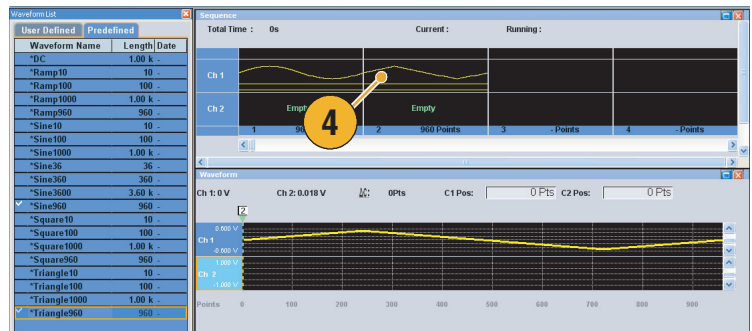 Waveform List
User Defined Predefined
Waveform Name Length Date
*DC 1.00 k -
*Ramp10 10 -
*Ramp100 100 -
*Ramp1000 1.00 k -
*Ramp960 960 -
*Sine10 10 -
*Sine100 100 -
*Sine1000 1.00 k -
*Sine36 36 -
*Sine360 360 -
*Sine3600 3.60 k -
*Sine960 960 -
*Square10 10 -
*Square100 100 -
*Square1000 1.00 k -
*Square960 960 -
*Triangle10 10 -
*Triangle100 100 -
*Triangle1000 1.00 k -
*Triangle960 960 -
Sequence
Total Time : 0s Current : Running :
Ch 1
Ch 2 Empty Empty
4
1 2 960 Points 3 - Points 4 - Points
Waveform
Ch 1: 0 V Ch 2: 0.018 V 0Pts C1 Pos: 0 Pts C2 Pos: 0 Pts
2
0.600 V
Ch 1
-0.600 V
1.000 V
Ch 2
-1.000 V
Points 0 100 200 300 400 500 600 700 800 900